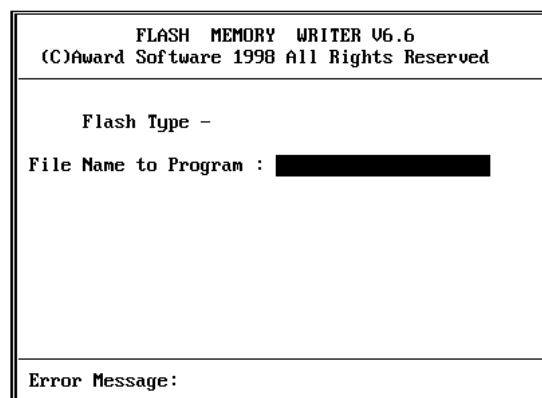 FLASH MEMORY WRITER V6.6
(C)Award Software 1998 All Rights Reserved
Flash Type -
File Name to Program :
Error Message: